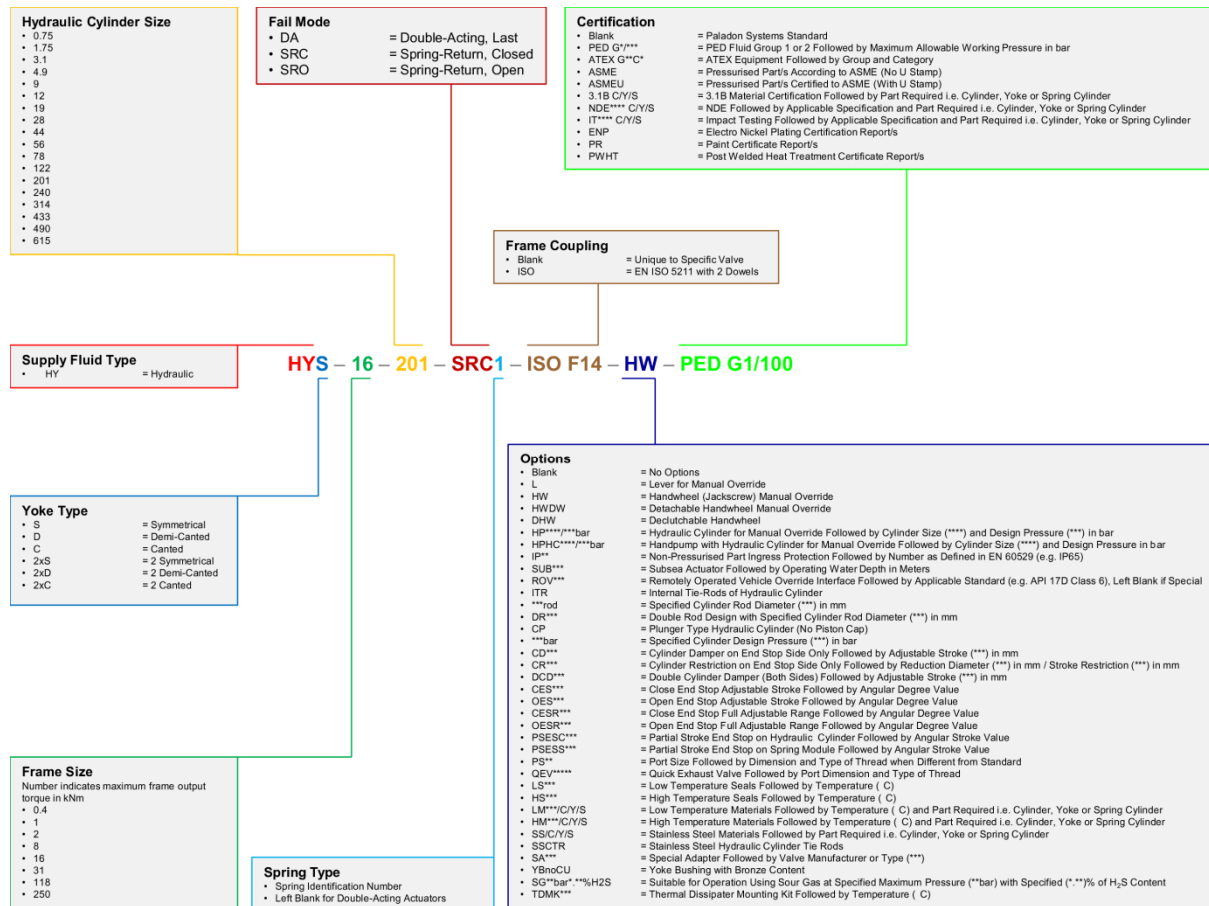 Hydraulic Cylinder Size
• 0.75
• 1.75
• 3.1
• 4.9
• 9
• 12
• 19
• 28
• 44
• 56
• 78
• 122
• 201
• 240
• 314
• 433
• 490
• 615
Fail Mode
• DA = Double-Acting, Last
• SRC = Spring-Return, Closed
• SRO = Spring-Return, Open
Certification
• Blank = Paladon Systems Standard
• PED G*/*** = PED Fluid Group 1 or 2 Followed by Maximum Allowable Working Pressure in bar
• ATEX G**C* = ATEX Equipment Followed by Group and Category
• ASME = Pressurised Part/s According to ASME (No U Stamp)
• ASMEU = Pressurised Part/s Certified to ASME (With U Stamp)
• 3.1B C/Y/S = 3.1B Material Certification Followed by Part Required i.e. Cylinder, Yoke or Spring Cylinder
• NDE**** C/Y/S = NDE Followed by Applicable Specification and Part Required i.e. Cylinder, Yoke or Spring Cylinder
• IT**** C/Y/S = Impact Testing Followed by Applicable Specification and Part Required i.e. Cylinder, Yoke or Spring Cylinder
• ENP = Electro Nickel Plating Certification Report/s
• PR = Paint Certificate Report/s
• PWHT = Post Welded Heat Treatment Certificate Report/s
Frame Coupling
• Blank = Unique to Specific Valve
• ISO = EN ISO 5211 with 2 Dowels
Supply Fluid Type
• HY = Hydraulic
HYS – 16 – 201 – SRC1 – ISO F14 – HW – PED G1/100
Yoke Type
• S = Symmetrical
• D = Demi-Canted
• C = Canted
• 2xS = 2 Symmetrical
• 2xD = 2 Demi-Canted
• 2xC = 2 Canted
Frame Size
Number indicates maximum frame output
torque in kNm
• 0.4
• 1
• 2
• 8
• 16
• 31
• 118
• 250
Spring Type
• Spring Identification Number
• Left Blank for Double-Acting Actuators
Options
• Blank = No Options
• L = Lever for Manual Override
• HW = Handwheel (Jackscrew) Manual Override
• HWDW = Detachable Handwheel Manual Override
• DHW = Declutchable Handwheel
• HP****/***bar = Hydraulic Cylinder for Manual Override Followed by Cylinder Size (****) and Design Pressure (***) in bar
• HPHC****/***bar = Handpump with Hydraulic Cylinder for Manual Override Followed by Cylinder Size (****) and Design Pressure in bar
• IP** = Non-Pressurised Part Ingress Protection Followed by Number as Defined in EN 60529 (e.g. IP65)
• SUB*** = Subsea Actuator Followed by Operating Water Depth in Meters
• ROV*** = Remotely Operated Vehicle Override Interface Followed by Applicable Standard (e.g. API 17D Class 6), Left Blank if Special
• ITR = Internal Tie-Rods of Hydraulic Cylinder
• ***rod = Specified Cylinder Rod Diameter (***) in mm
• DR*** = Double Rod Design with Specified Cylinder Rod Diameter (***) in mm
• CP = Plunger Type Hydraulic Cylinder (No Piston Cap)
• ***bar = Specified Cylinder Design Pressure (***) in bar
• CD*** = Cylinder Damper on End Stop Side Only Followed by Adjustable Stroke (***) in mm
• CR*** = Cylinder Restriction on End Stop Side Only Followed by Reduction Diameter (***) in mm / Stroke Restriction (***) in mm
• DCD*** = Double Cylinder Damper (Both Sides) Followed by Adjustable Stroke (***) in mm
• CES*** = Close End Stop Adjustable Stroke Followed by Angular Degree Value
• OES*** = Open End Stop Adjustable Stroke Followed by Angular Degree Value
• CESR*** = Close End Stop Full Adjustable Range Followed by Angular Degree Value
• OESR*** = Open End Stop Full Adjustable Range Followed by Angular Degree Value
• PSESC*** = Partial Stroke End Stop on Hydraulic Cylinder Followed by Angular Stroke Value
• PSESS*** = Partial Stroke End Stop on Spring Module Followed by Angular Stroke Value
• PS** = Port Size Followed by Dimension and Type of Thread when Different from Standard
• QEV***** = Quick Exhaust Valve Followed by Port Dimension and Type of Thread
• LS*** = Low Temperature Seals Followed by Temperature ( C)
• HS*** = High Temperature Seals Followed by Temperature ( C)
• LM***/C/Y/S = Low Temperature Materials Followed by Temperature ( C) and Part Required i.e. Cylinder, Yoke or Spring Cylinder
• HM***/C/Y/S = High Temperature Materials Followed by Temperature ( C) and Part Required i.e. Cylinder, Yoke or Spring Cylinder
• SS/C/Y/S = Stainless Steel Materials Followed by Part Required i.e. Cylinder, Yoke or Spring Cylinder
• SSCTR = Stainless Steel Hydraulic Cylinder Tie Rods
• SA*** = Special Adapter Followed by Valve Manufacturer or Type (***)
• YBnoCU = Yoke Bushing with Bronze Content
• SG**bar*.**%H2S = Suitable for Operation Using Sour Gas at Specified Maximum Pressure (**bar) with Specified (*.**)% of H₂S Content
• TDMK*** = Thermal Dissipater Mounting Kit Followed by Temperature ( C)